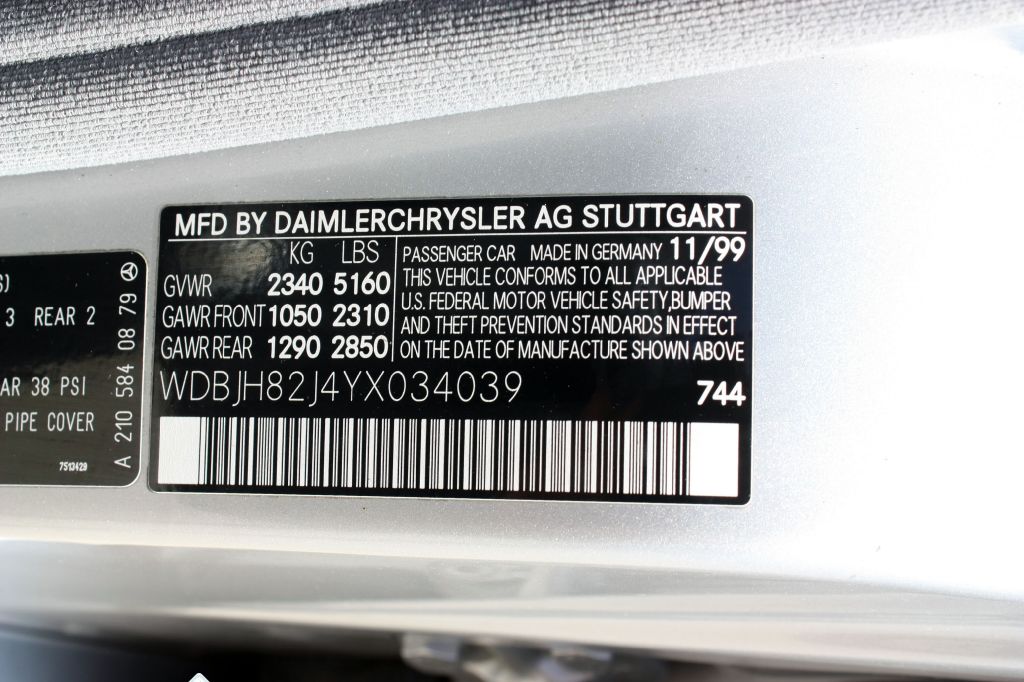 MFD BY DAIMLERCHRYSLER AG STUTTGART
KG LBS
GVWR 2340 5160
GAWR FRONT 1050 2310
GAWR REAR 1290 2850
PASSENGER CAR MADE IN GERMANY 11/99
THIS VEHICLE CONFORMS TO ALL APPLICABLE
U.S. FEDERAL MOTOR VEHICLE SAFETY,BUMPER
AND THEFT PREVENTION STANDARDS IN EFFECT
ON THE DATE OF MANUFACTURE SHOWN ABOVE
WDBJH82J4YX034039
744
3 REAR 2
38 PSI
PIPE COVER
7513429
A 210 584 08 79